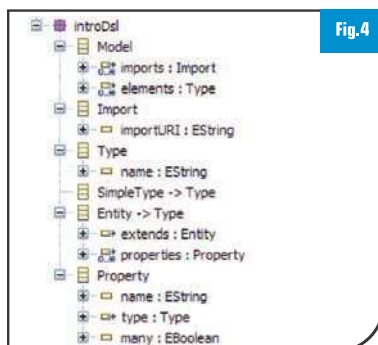 Fig.4
introDsl
Model
imports : Import
elements : Type
Import
importURI : EString
Type
name : EString
SimpleType -> Type
Entity -> Type
extends : Entity
properties : Property
Property
name : EString
type : Type
many : EBoolean